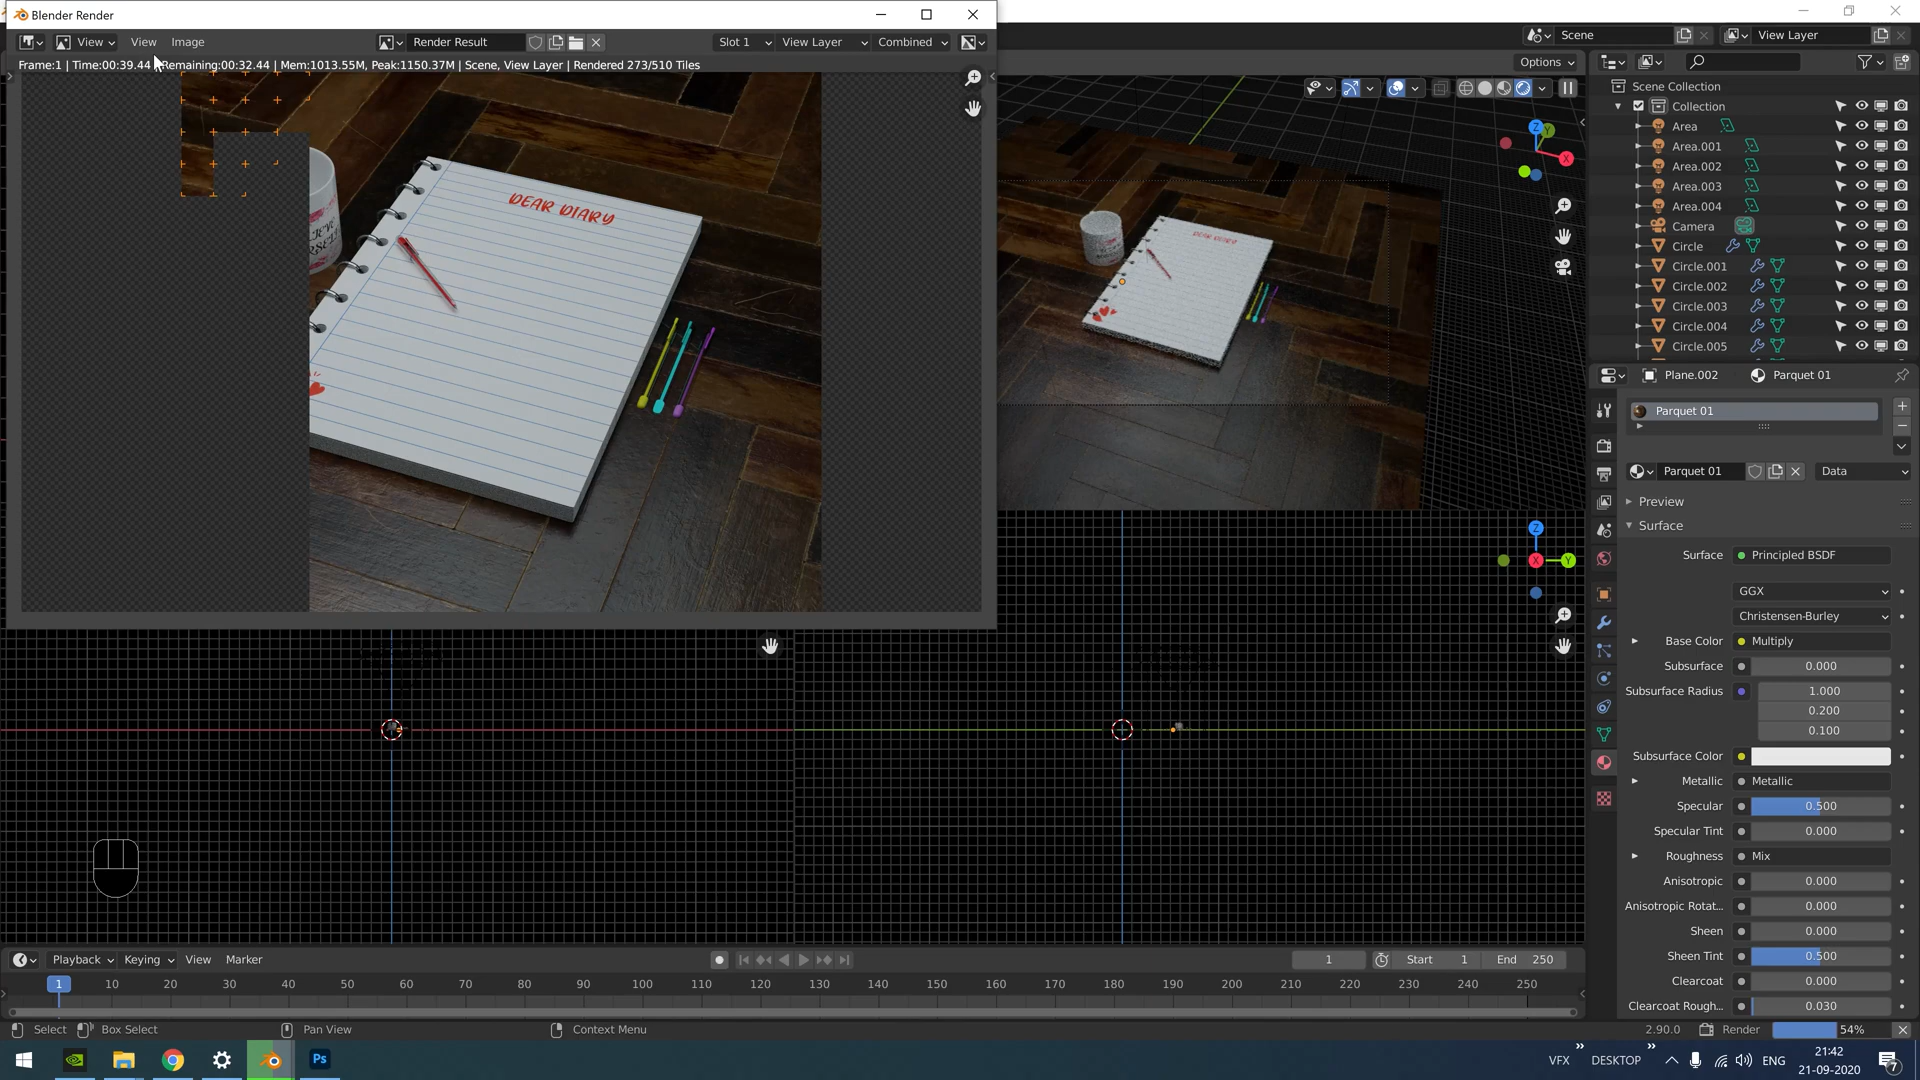 Blender Render
View
View
Image
Render Result
Slot 1
View Layer
Combined
Frame:1 | Time:00:39.44 | Remaining:00:32.44 | Mem:1013.55M, Peak:1150.37M | Scene, View Layer | Rendered 273/510 Tiles
DEAR DIARY
Scene
View Layer
Options
DEAR DIARY
Z
Y
X
Scene Collection
Collection
Area
Area.001
Area.002
Area.003
Area.004
Camera
Circle
Circle.001
Circle.002
Circle.003
Circle.004
Circle.005
Plane.002
Parquet 01
Parquet 01
Parquet 01
Data
Preview
Surface
Surface
Principled BSDF
GGX
Christensen-Burley
Base Color
Multiply
Subsurface
0.000
Subsurface Radius
1.000
0.200
0.100
Subsurface Color
Metallic
Metallic
Specular
0.500
Specular Tint
0.000
Roughness
Mix
Anisotropic
0.000
Anisotropic Rotat...
0.000
Sheen
0.000
Sheen Tint
0.500
Clearcoat
0.000
Clearcoat Rough...
0.030
Z
X
Y
Playback
Keying
View
Marker
1
Start
1
End
250
1
10
20
30
40
50
60
70
80
90
100
110
120
130
140
150
160
170
180
190
200
210
220
230
240
250
Select
Box Select
Pan View
Context Menu
2.90.0
Render
54%
Ps
VFX
DESKTOP
ENG
21:42
21-09-2020
7